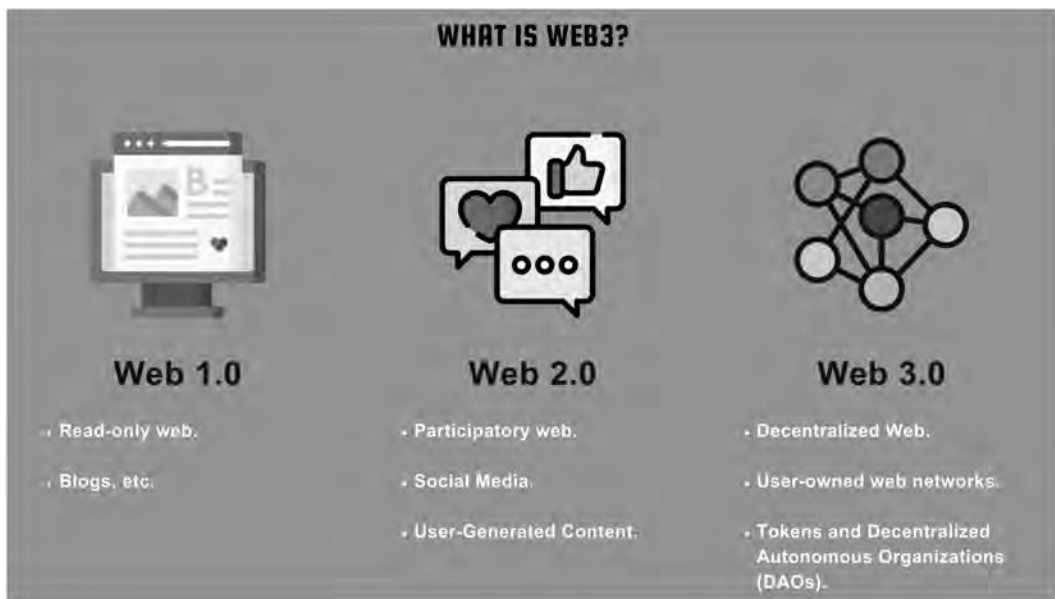 WHAT IS WEB3?
B
Web 1.0
Read-only web.
Blogs, etc.
Web 2.0
Participatory web.
Social Media.
User-Generated Content.
Web 3.0
Decentralized Web.
User-owned web networks.
Tokens and Decentralized
Autonomous Organizations
(DAOs).